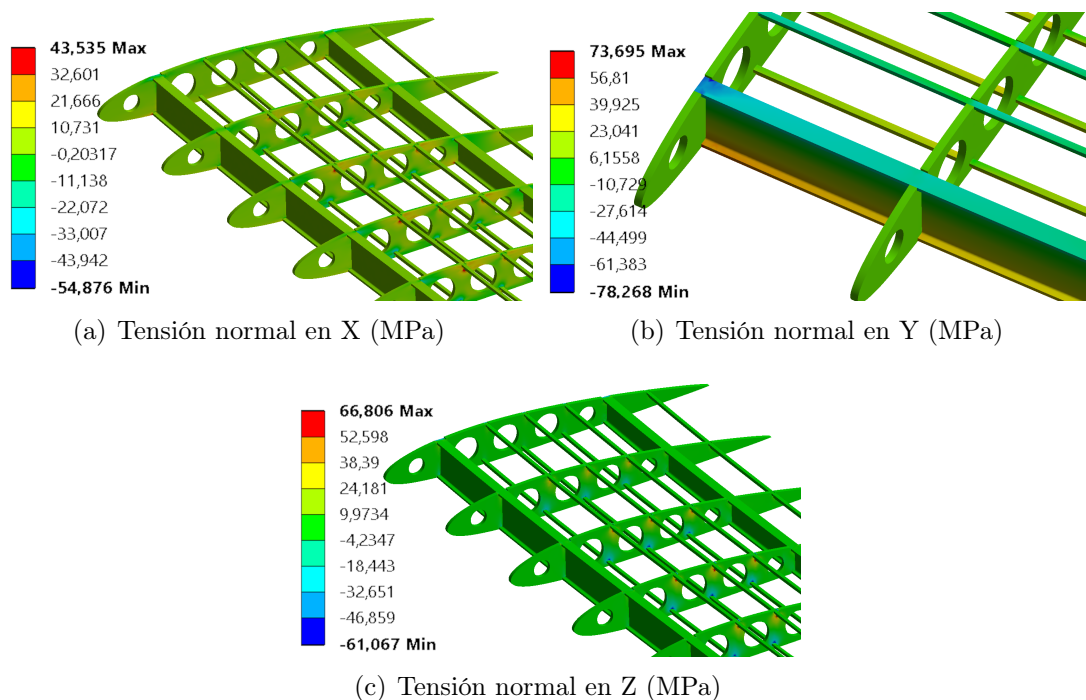 43,535 Max
32,601
21,666
10,731
-0,20317
-11,138
-22,072
-33,007
-43,942
-54,876 Min
(a) Tensión normal en X (MPa)
73,695 Max
56,81
39,925
23,041
6,1558
-10,729
-27,614
-44,499
-61,383
-78,268 Min
(b) Tensión normal en Y (MPa)
66,806 Max
52,598
38,39
24,181
9,9734
-4,2347
-18,443
-32,651
-46,859
-61,067 Min
(c) Tensión normal en Z (MPa)